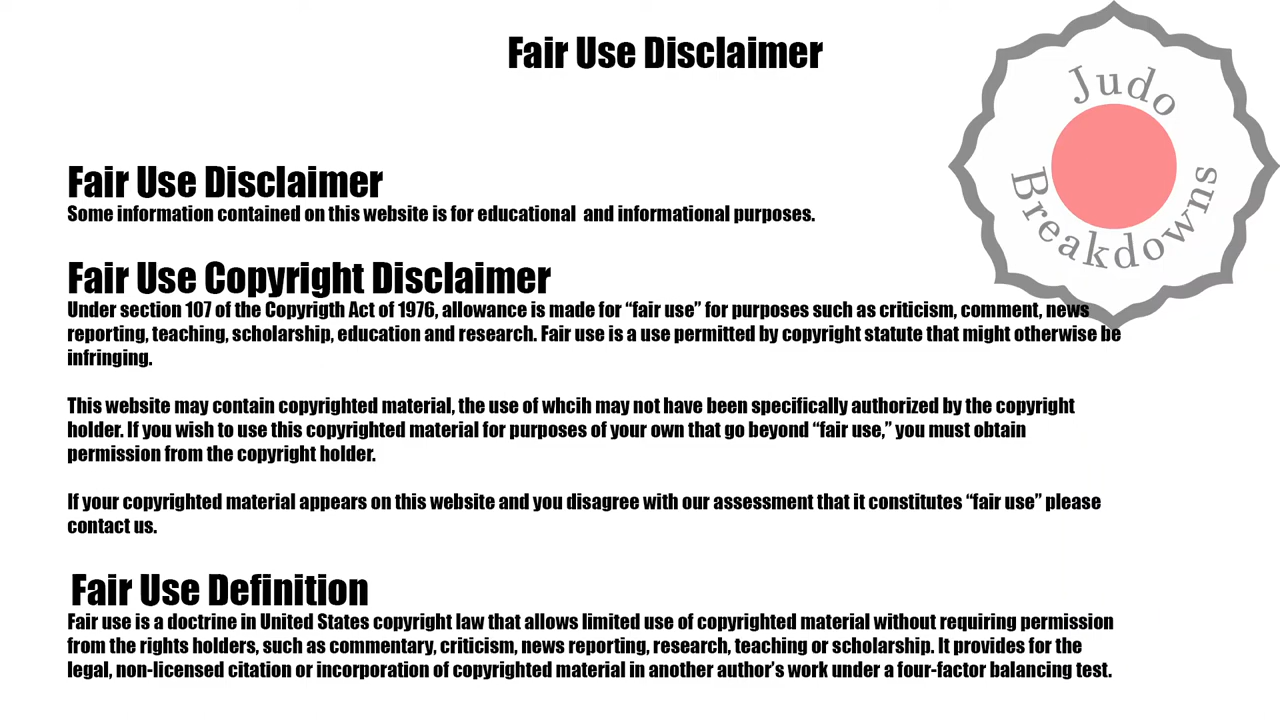 Fair Use Disclaimer
Judo
Breakdowns
Fair Use Disclaimer
Some information contained on this website is for educational  and informational purposes.
Fair Use Copyright Disclaimer
Under section 107 of the Copyrigth Act of 1976, allowance is made for “fair use” for purposes such as criticism, comment, news
reporting, teaching, scholarship, education and research. Fair use is a use permitted by copyright statute that might otherwise be
infringing.
This website may contain copyrighted material, the use of whcih may not have been specifically authorized by the copyright
holder. If you wish to use this copyrighted material for purposes of your own that go beyond “fair use,” you must obtain
permission from the copyright holder.
If your copyrighted material appears on this website and you disagree with our assessment that it constitutes “fair use” please
contact us.
Fair Use Definition
Fair use is a doctrine in United States copyright law that allows limited use of copyrighted material without requiring permission
from the rights holders, such as commentary, criticism, news reporting, research, teaching or scholarship. It provides for the
legal, non-licensed citation or incorporation of copyrighted material in another author’s work under a four-factor balancing test.